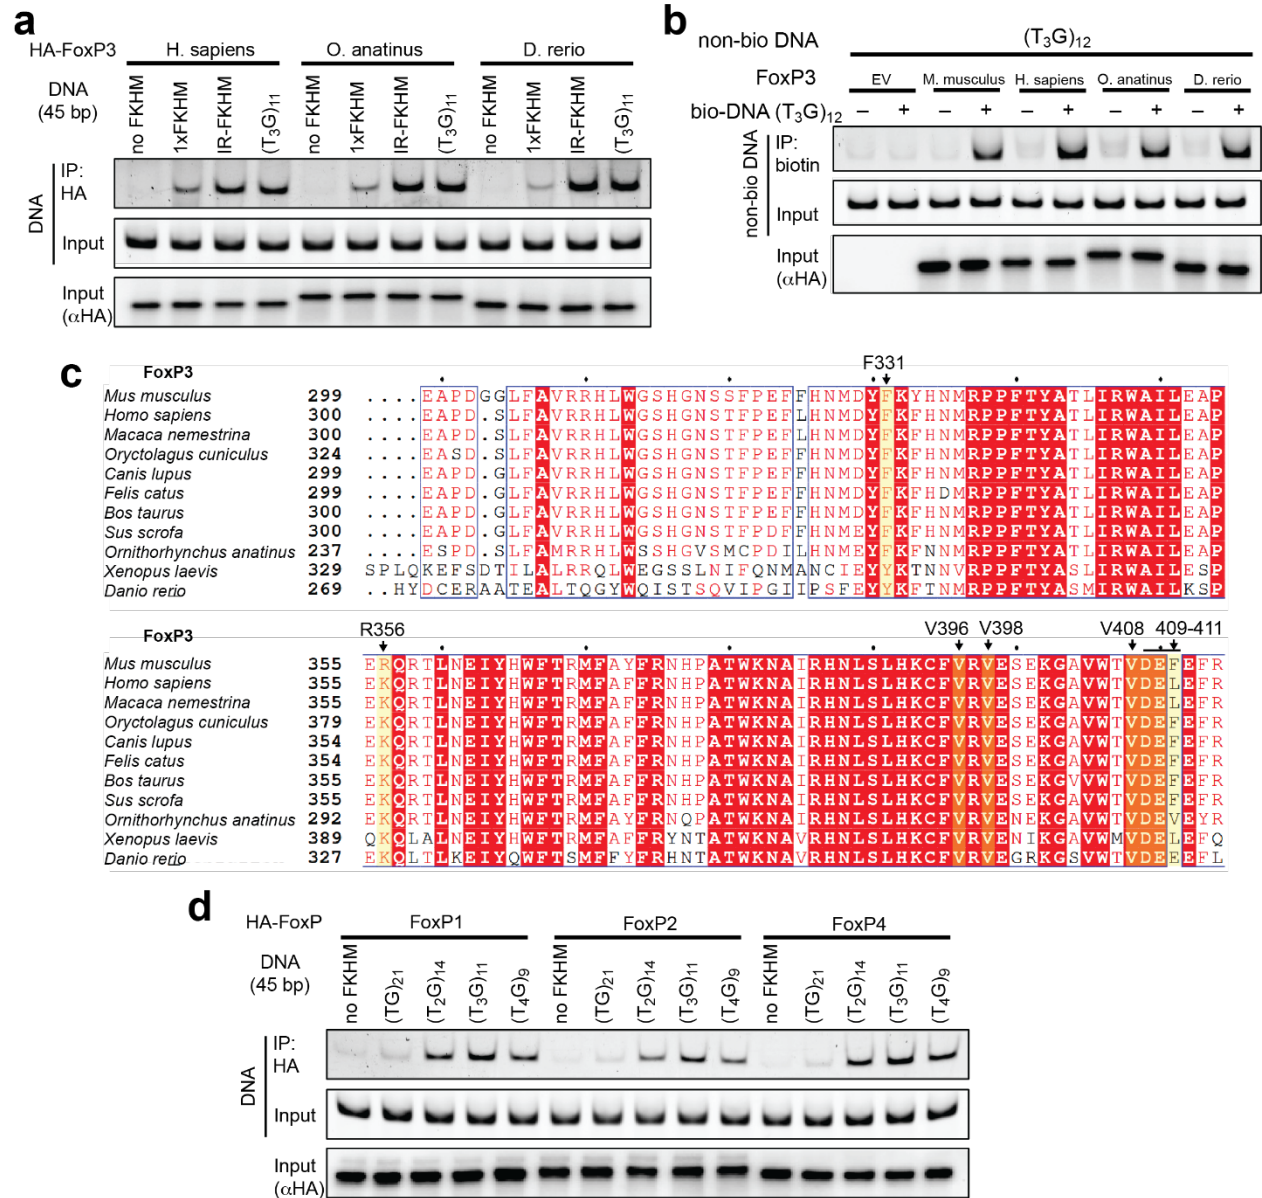 a
HA-FoxP3
H. sapiens
O. anatinus
D. rerio
DNA
(45 bp)
no FKHM
1xFKHM
IR-FKHM
(T3G)11
no FKHM
1xFKHM
IR-FKHM
(T3G)11
no FKHM
1xFKHM
IR-FKHM
(T3G)11
DNA
IP:
HA
Input
Input
(αHA)
b
non-bio DNA
(T3G)12
FoxP3
EV
M. musculus
H. sapiens
O. anatinus
D. rerio
bio-DNA (T3G)12
– + – + – + – + – +
non-bio DNA
IP:
biotin
Input
Input
(αHA)
c
F331
FoxP3
Mus musculus 299 ....EAPDGGLFAVRRHLWGSHGNSSFPEFFHNMDYFKYHNMRPPFTYATLIRWAILEAP
Homo sapiens 300 ....EAPD.SLFAVRRHLWGSHGNSTFPEFLHNMDYFKFHNMRPPFTYATLIRWAILEAP
Macaca nemestrina 300 ....EAPD.SLFAVRRHLWGSHGNSTFPEFLHNMDYFKFHNMRPPFTYATLIRWAILEAP
Oryctolagus cuniculus 324 ....EASD.SLFAVRRHLWGSHGNSTFPEFLHNMDYFKFHNMRPPFTYATLIRWAILEAP
Canis lupus 299 ....EAPD.GLFAVRRHLWGSHGNSTFPEFFHNMDYFKFHNMRPPFTYATLIRWAILEAP
Felis catus 299 ....EAPD.GLFAVRRHLWGSHGNSTFPEFFHNMDYFKFHDMRPPFTYATLIRWAILEAP
Bos taurus 300 ....EAPD.GLFAVRRHLWGSHGNSTFPEFFHNMDYFKFHNMRPPFTYATLIRWAILEAP
Sus scrofa 300 ....EAPD.GLFAVRRHLWGSHGNSTFPDFFHNMDYFKFHNMRPPFTYASLIRWAILEAP
Ornithorhynchus anatinus 237 ....ESPD.SLFAMRRHLWSSHGVSMCPDILHNMEYFKFNNMRPPFTYATLIRWAILEAP
Xenopus laevis 329 SPLQKEFSDTILALRRQLWEGSSLNIFQNMANCIEYYKTNNVRPPFTYASLIRWAILESP
Danio rerio 269 ..HYDCERAATEALTQGYWQISTSQVIPGIIPSFEYYKFTNMRPPFTYASLIRWAILKSP
R356 V396 V398 V408 409-411
FoxP3
Mus musculus 355 ERQRTLNEIYHWFTRMFAYFRNHPATWKNAIRHNLSLHKCFVRVESEKGAVWTVDEFEFR
Homo sapiens 355 EKQRTLNEIYHWFTRMFAFFRNHPATWKNAIRHNLSLHKCFVRVESEKGAVWTVDELEFR
Macaca nemestrina 355 EKQRTLNEIYHWFTRMFAFFRNHPATWKNAIRHNLSLHKCFVRVESEKGAVWTVDELEFR
Oryctolagus cuniculus 379 EKQRTLNEIYHWFTRMFAFFRNHPATWKNAIRHNLSLHKCFVRVESEKGAVWTVDEFEFR
Canis lupus 354 EKQRTLNEIYHWFTRMFAFFRNHPATWKNAIRHNLSLHKCFVRVESEKGAVWTVDEFEFR
Felis catus 354 EKQRTLNEIYHWFTRMFAFFRNHPATWKNAIRHNLSLHKCFVRVESEKGAVWTVDEFEFR
Bos taurus 355 EKQRTLNEIYHWFTRMFAFFRNHPATWKNAIRHNLSLHKCFVRVESEKGAVWTVDEFEFR
Sus scrofa 355 EKQRTLNEIYHWFTRMFAFFRNHPATWKNAIRHNLSLHKCFVRVESEKGAVWTVDEFEFR
Ornithorhynchus anatinus 292 EKQRTLNEIYHWFTRMFAYFRNQPATWKNAIRHNLSLHKCFVRVENEKGAVWTVDEVEYR
Xenopus laevis 389 QKQLALNEIYHWFTRMFAFFRYNTATWKNAVRHNLSLHKCFVRVENIKGAVWMVDELEFQ
Danio rerio 327 EKQLTLKEIYQWFTSMFFYFRHNTATWKNAVRHNLSLHKCFVRVEGRKGSVWTVDEEEFL
d
HA-FoxP
FoxP1
FoxP2
FoxP4
DNA
(45 bp)
no FKHM
(TG)21
(T2G)14
(T3G)11
(T4G)9
no FKHM
(TG)21
(T2G)14
(T3G)11
(T4G)9
no FKHM
(TG)21
(T2G)14
(T3G)11
(T4G)9
DNA
IP:
HA
Input
Input
(αHA)